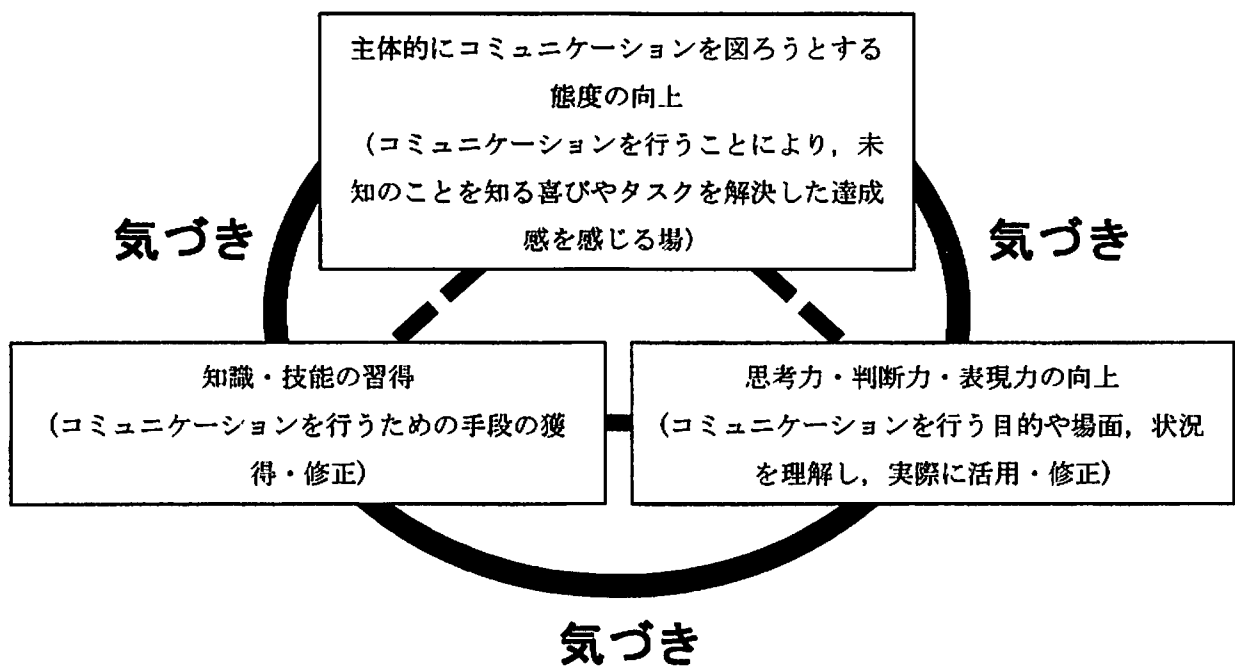 主体的にコミュニケーションを図ろうとする
態度の向上
(コミュニケーションを行うことにより,未
知のことを知る喜びやタスクを解決した達成
感を感じる場)
気づき
気づき
知識・技能の習得
(コミュニケーションを行うための手段の獲
得・修正)
思考力・判断力・表現力の向上
(コミュニケーションを行う目的や場面,状況
を理解し,実際に活用・修正)
気づき